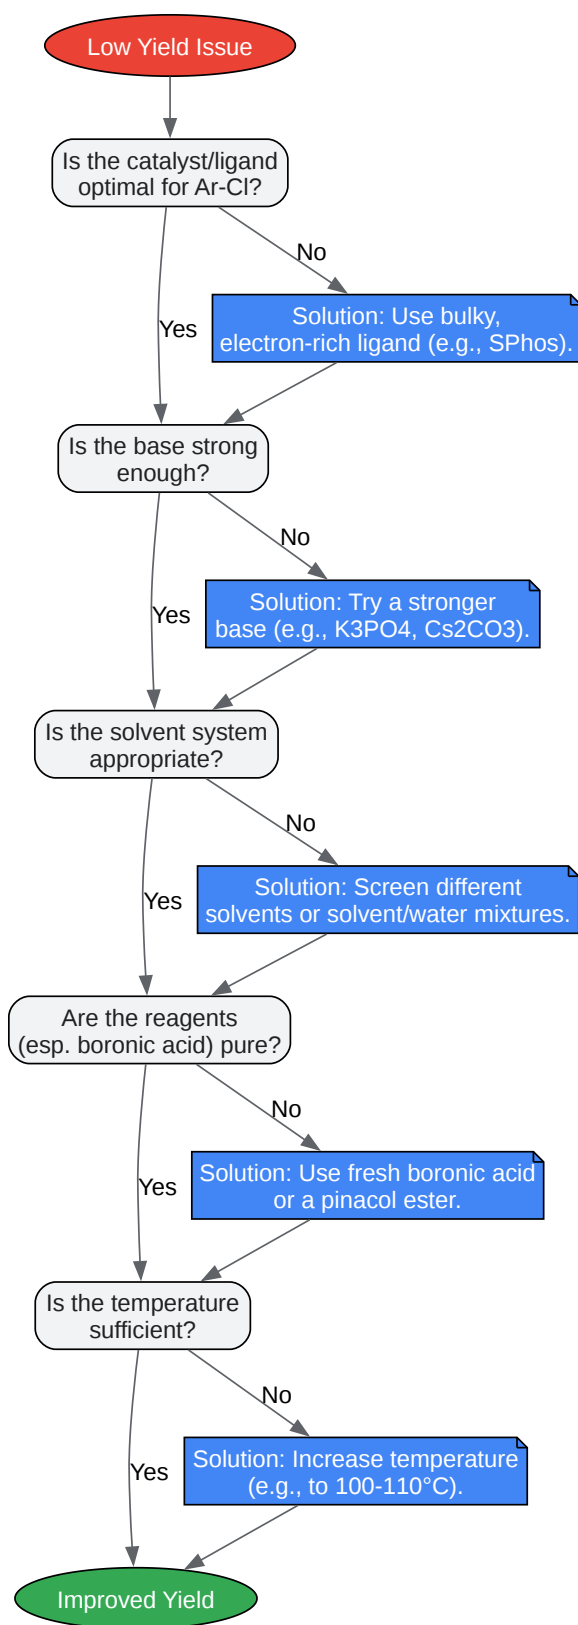 Low Yield Issue
Is the catalyst/ligand
optimal for Ar-Cl?
No
Yes
Solution: Use bulky,
electron-rich ligand (e.g., SPhos).
Is the base strong
enough?
No
Yes
Solution: Try a stronger
base (e.g., K3PO4, Cs2CO3).
Is the solvent system
appropriate?
No
Yes
Solution: Screen different
solvents or solvent/water mixtures.
Are the reagents
(esp. boronic acid) pure?
No
Yes
Solution: Use fresh boronic acid
or a pinacol ester.
Is the temperature
sufficient?
No
Yes
Solution: Increase temperature
(e.g., to 100-110°C).
Improved Yield